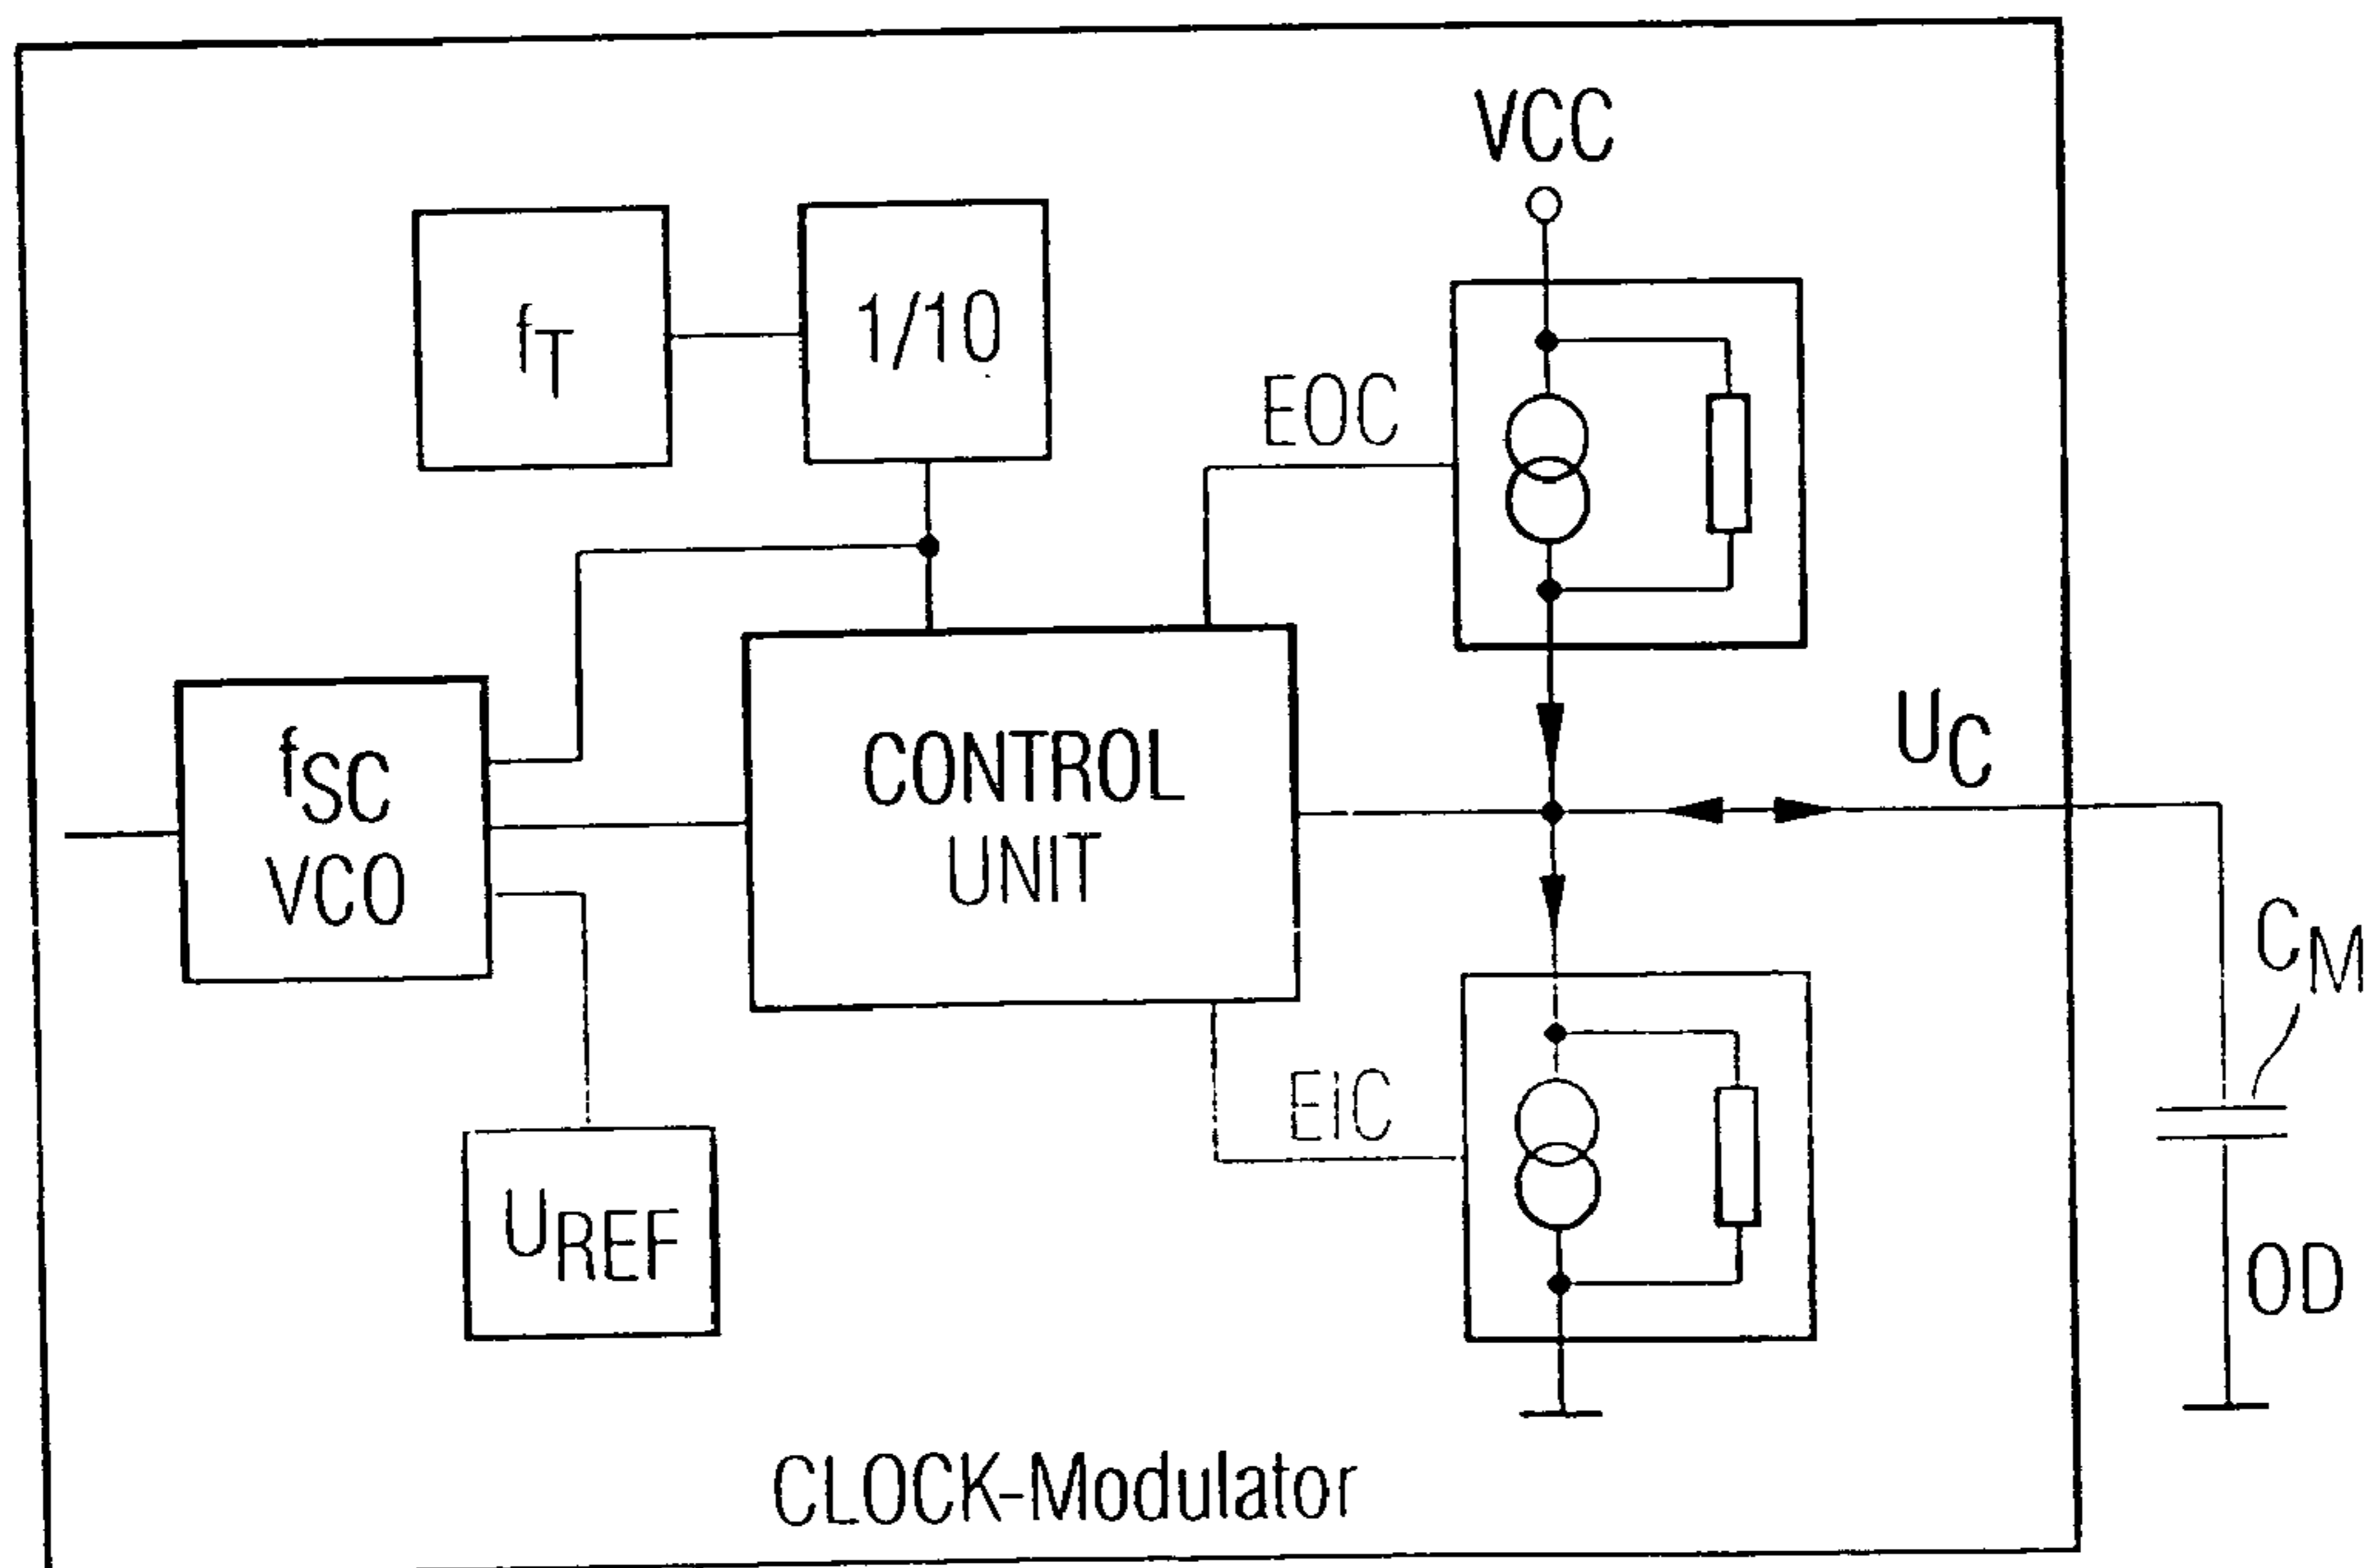 VCC
fT
1/10
EOC
UC
fSC
VCO
CONTROL
UNIT
CM
EiC
UREF
OD
CLOCK-Modulator